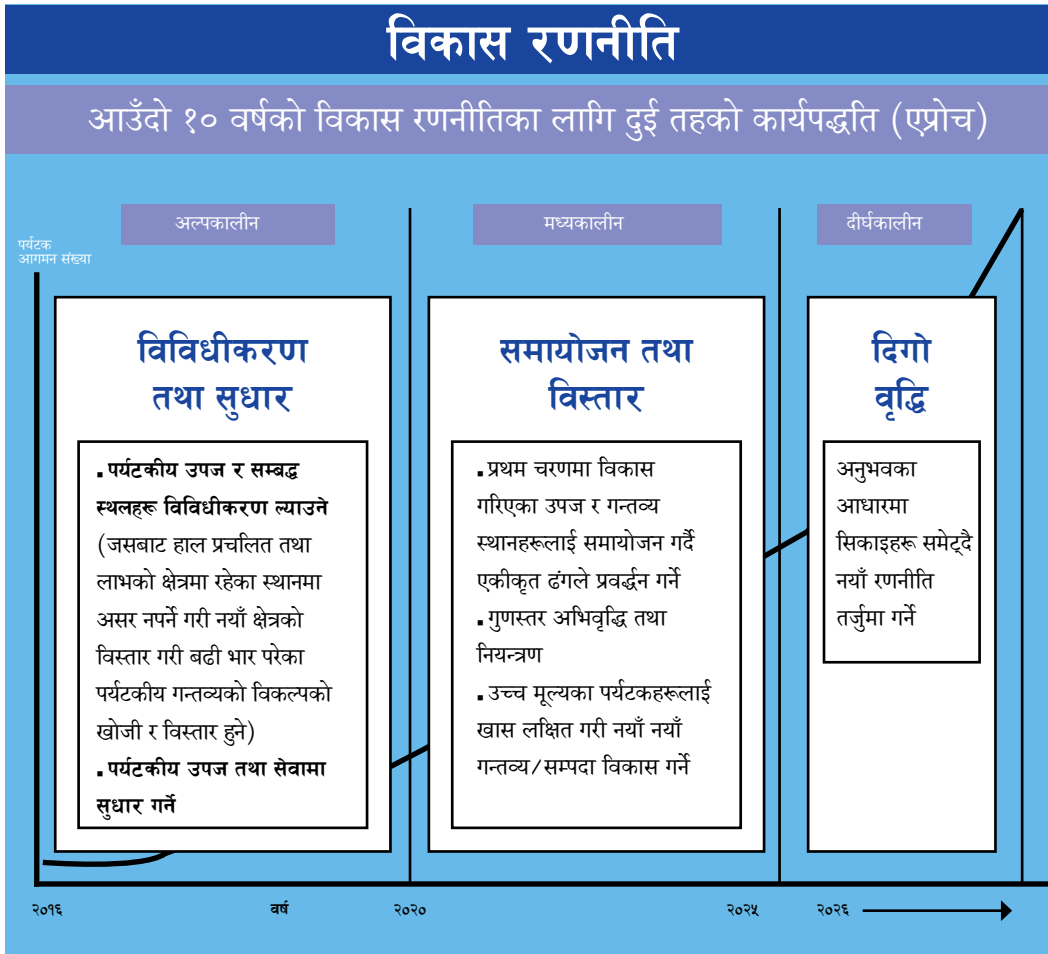 विकास रणनीति
आउँदो १० वर्षको विकास रणनीतिका लागि दुई तहको कार्यपद्धति (एप्रोच)
अल्पकालीन
मध्यकालीन
दीर्घकालीन
पर्यटक
आगमन संख्या
विविधीकरण
तथा सुधार
▪पर्यटकीय उपज र सम्बद्ध
स्थलहरू विविधीकरण ल्याउने
(जसबाट हाल प्रचलित तथा
लाभको क्षेत्रमा रहेका स्थानमा
असर नपर्ने गरी नयाँ क्षेत्रको
विस्तार गरी बढी भार परेका
पर्यटकीय गन्तव्यको विकल्पको
खोजी र विस्तार हुने)
▪पर्यटकीय उपज तथा सेवामा
सुधार गर्ने
समायोजन तथा
विस्तार
▪प्रथम चरणमा विकास
गरिएका उपज र गन्तव्य
स्थानहरूलाई समायोजन गर्दै
एकीकृत ढंगले प्रवर्द्धन गर्ने
▪गुणस्तर अभिवृद्धि तथा
नियन्त्रण
▪उच्च मूल्यका पर्यटकहरूलाई
खास लक्षित गरी नयाँ नयाँ
गन्तव्य/सम्पदा विकास गर्ने
दिगो
वृद्धि
अनुभवका
आधारमा
सिकाइहरू समेट्दै
नयाँ रणनीति
तर्जुमा गर्ने
२०१६ वर्ष २०२० २०२५ २०२६